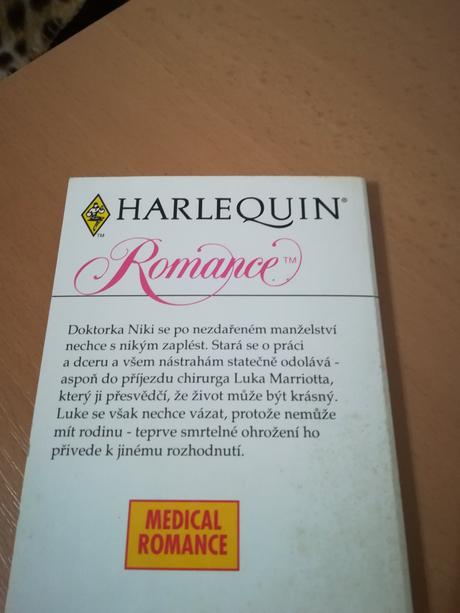 HARLEQUIN®
TM
Romance™
Doktorka Niki se po nezdařeném manželství
nechce s nikým zaplést. Stará se o práci
a dceru a všem nástrahám statečně odolává -
aspoň do příjezdu chirurga Luka Marriotta,
který ji přesvědčí, že život může být krásný.
Luke se však nechce vázat, protože nemůže
mít rodinu - teprve smrtelné ohrožení ho
přivede k jinému rozhodnutí.
MEDICAL
ROMANCE